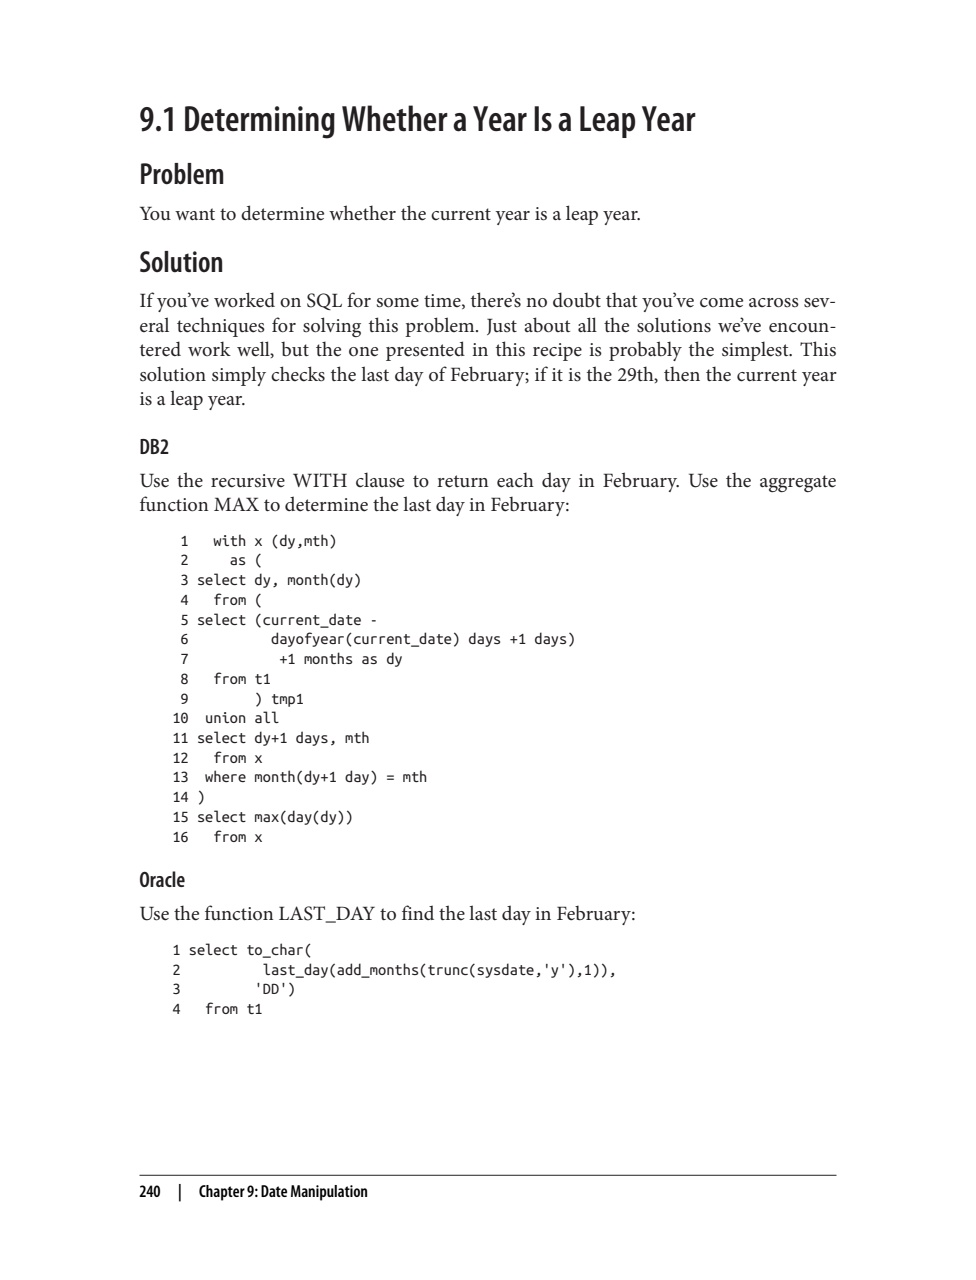 9.1 Determining Whether a Year Is a Leap Year
Problem
You want to determine whether the current year is a leap year.
Solution
If you’ve worked on SQL for some time, there’s no doubt that you’ve come across sev-
eral techniques for solving this problem. Just about all the solutions we’ve encoun-
tered work well, but the one presented in this recipe is probably the simplest. This
solution simply checks the last day of February; if it is the 29th, then the current year
is a leap year.
DB2
Use the recursive WITH clause to return each day in February. Use the aggregate
function MAX to determine the last day in February:
1   with x (dy,mth)
2     as (
3 select dy, month(dy)
4   from (
5 select (current_date -
6          dayofyear(current_date) days +1 days)
7           +1 months as dy
8   from t1
9        ) tmp1
10  union all
11 select dy+1 days, mth
12   from x
13  where month(dy+1 day) = mth
14 )
15 select max(day(dy))
16   from x
Oracle
Use the function LAST_DAY to find the last day in February:
1 select to_char(
2          last_day(add_months(trunc(sysdate,'y'),1)),
3         'DD')
4   from t1
240 | Chapter 9: Date Manipulation